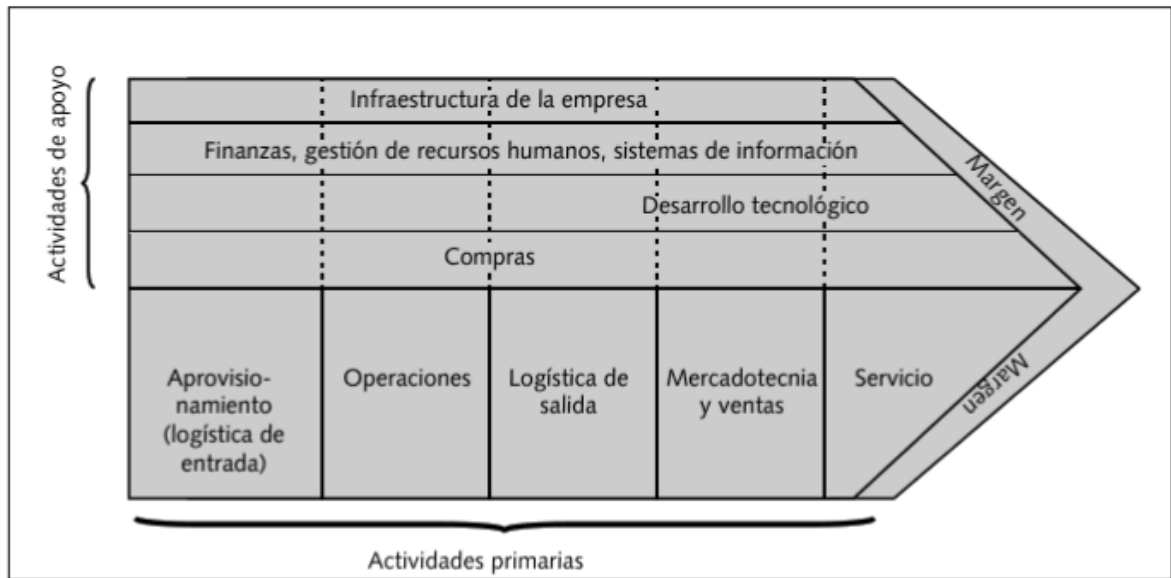 Actividades de apoyo
Infraestructura de la empresa
Finanzas, gestión de recursos humanos, sistemas de información
Desarrollo tecnológico
Compras
Margen
Aprovisio-
namiento
(logística de
entrada)
Operaciones
Logística de
salida
Mercadotecnia
y ventas
Servicio
Margen
Actividades primarias